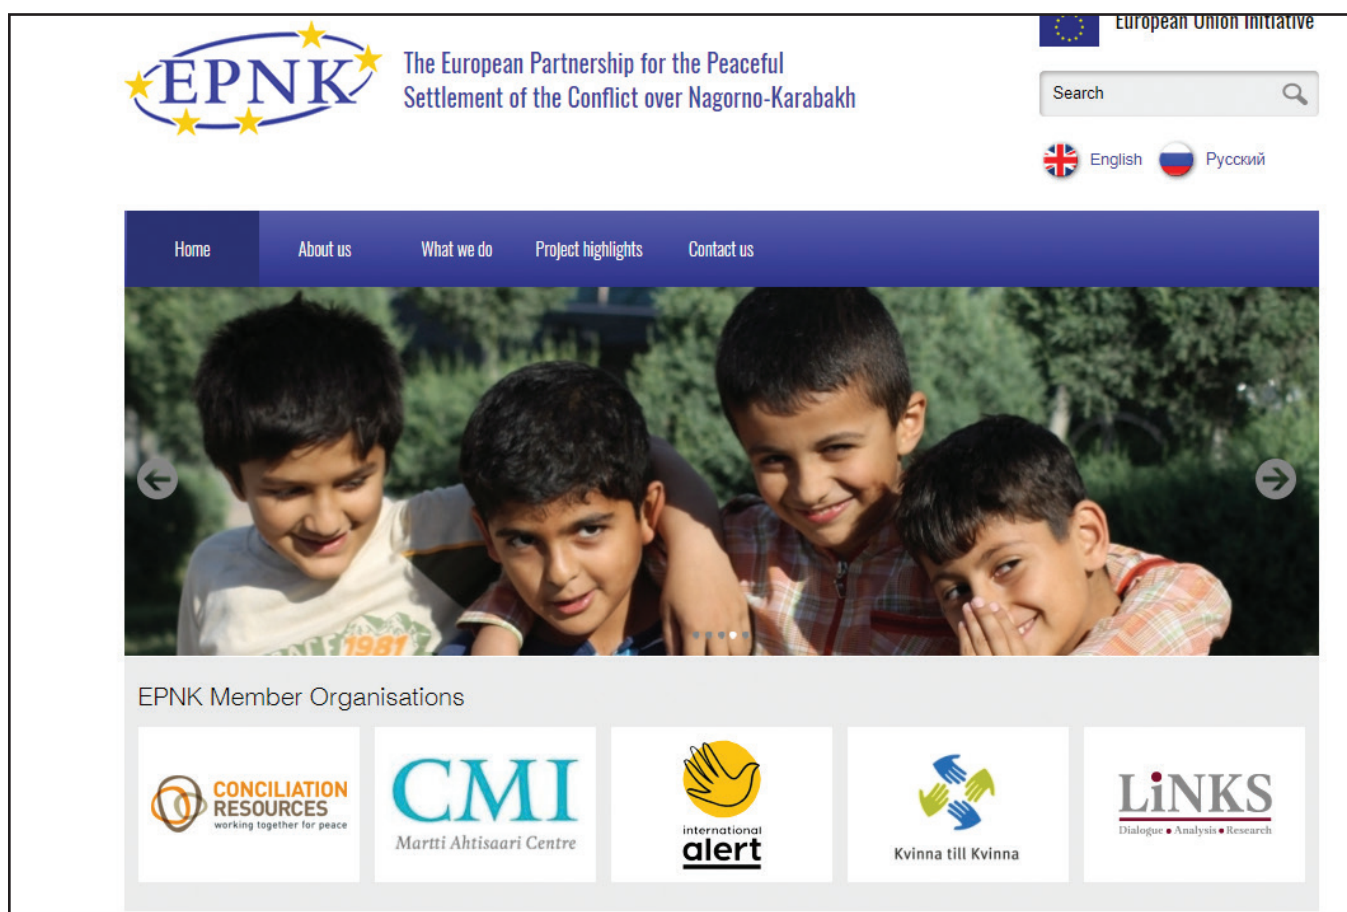 European Union Initiative
EPNK
The European Partnership for the Peaceful
Settlement of the Conflict over Nagorno-Karabakh
Search
English
Русский
Home
About us
What we do
Project highlights
Contact us
1981
EPNK Member Organisations
CONCILIATION
RESOURCES
working together for peace
CMI
Martti Ahtisaari Centre
international
alert
Kvinna till Kvinna
LiNKS
Dialogue • Analysis • Research